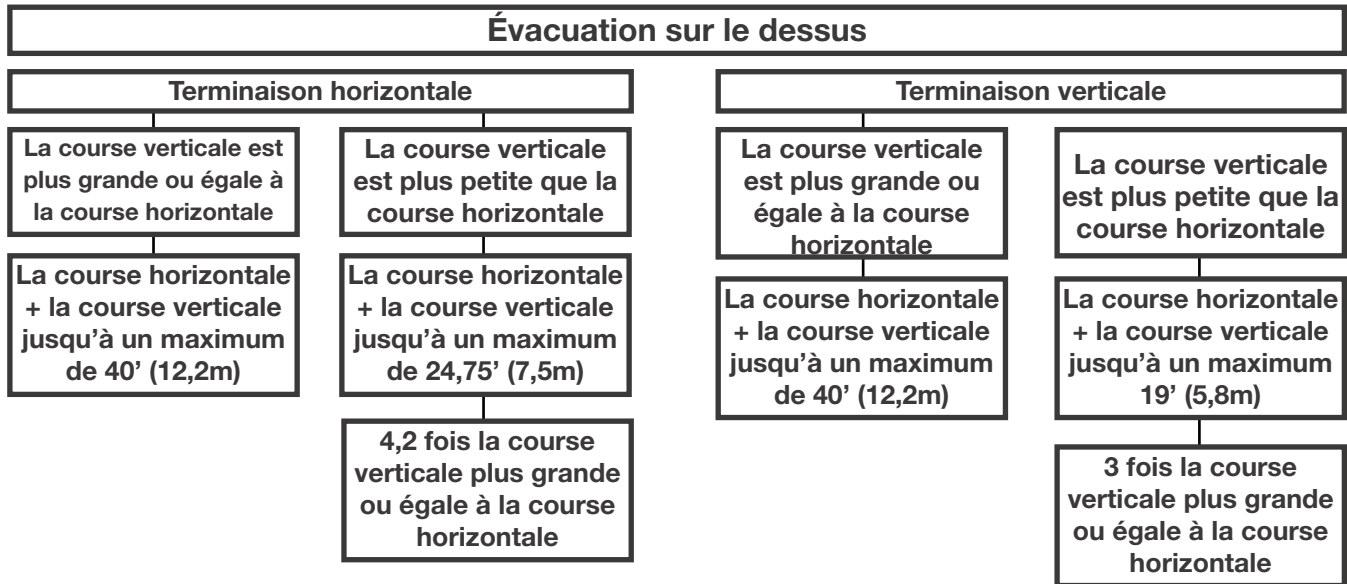 Évacuation sur le dessus
Terminaison horizontale
La course verticale est
plus grande ou égale à
la course horizontale
La course horizontale
+ la course verticale
jusqu’à un maximum
de 40’ (12,2m)
La course verticale
est plus petite que la
course horizontale
La course horizontale
+ la course verticale
jusqu’à un maximum
de 24,75’ (7,5m)
4,2 fois la course
verticale plus grande
ou égale à la course
horizontale
Terminaison verticale
La course verticale
est plus grande ou
égale à la course
horizontale
La course horizontale
+ la course verticale
jusqu’à un maximum
de 40’ (12,2m)
La course verticale
est plus petite que la
course horizontale
La course horizontale
+ la course verticale
jusqu’à un maximum
19’ (5,8m)
3 fois la course
verticale plus grande
ou égale à la course
horizontale